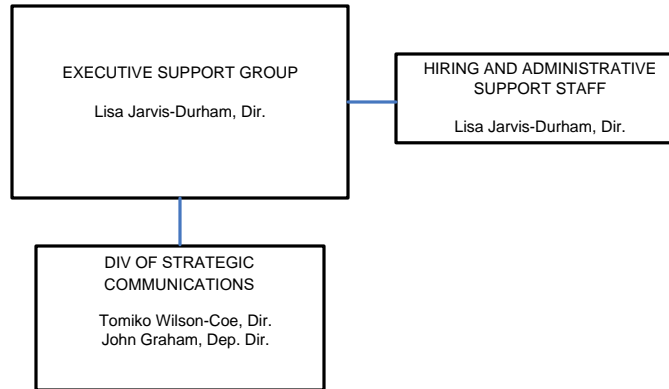 EXECUTIVE SUPPORT GROUP
Lisa Jarvis-Durham, Dir.
HIRING AND ADMINISTRATIVE
SUPPORT STAFF
Lisa Jarvis-Durham, Dir.
DIV OF STRATEGIC
COMMUNICATIONS
Tomiko Wilson-Coe, Dir.
John Graham, Dep. Dir.